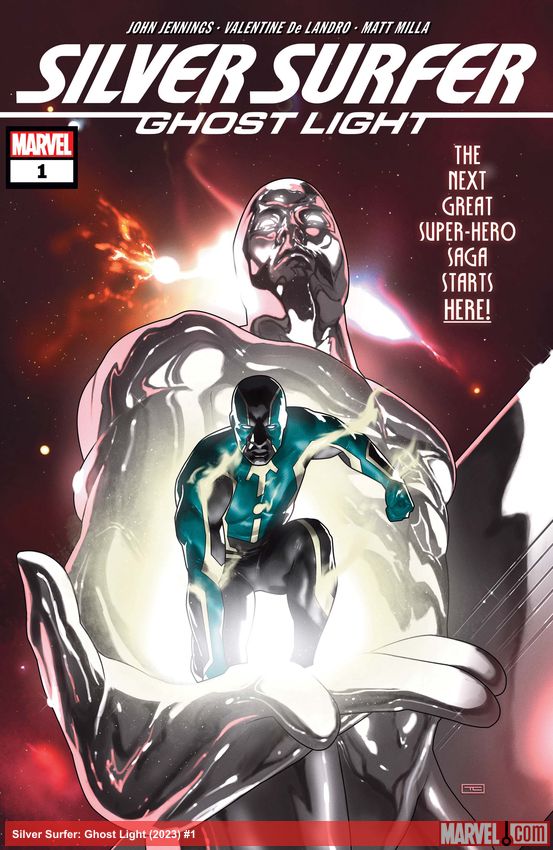 JOHN JENNINGS · VALENTINE De LANDRO · MATT MILLA
SILVER SURFER
GHOST LIGHT
MARVEL
1
THE
NEXT
GREAT
SUPER-HERO
SAGA
STARTS
HERE!
TC
Silver Surfer: Ghost Light (2023) #1
MARVEL.com